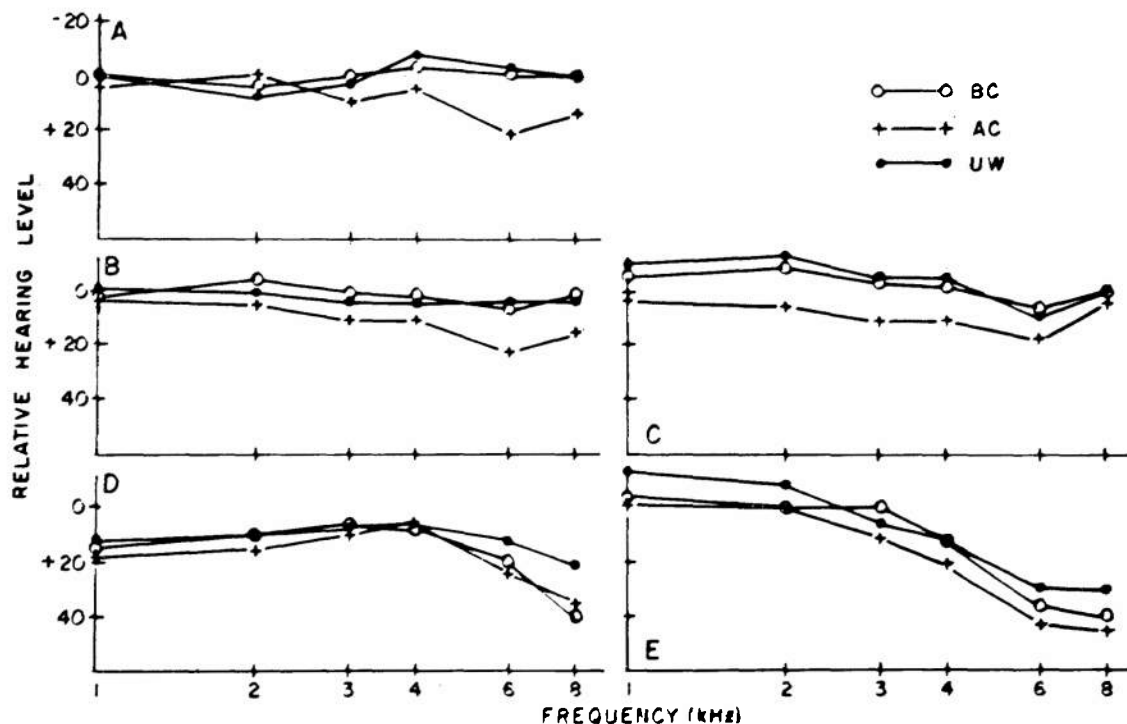 A
-20
0
+20
40
BC
AC
UW
B
0
+20
40
C
D
0
+20
40
E
RELATIVE HEARING LEVEL
1 2 3 4 6 8
1 2 3 4 6 8
FREQUENCY (KHz)